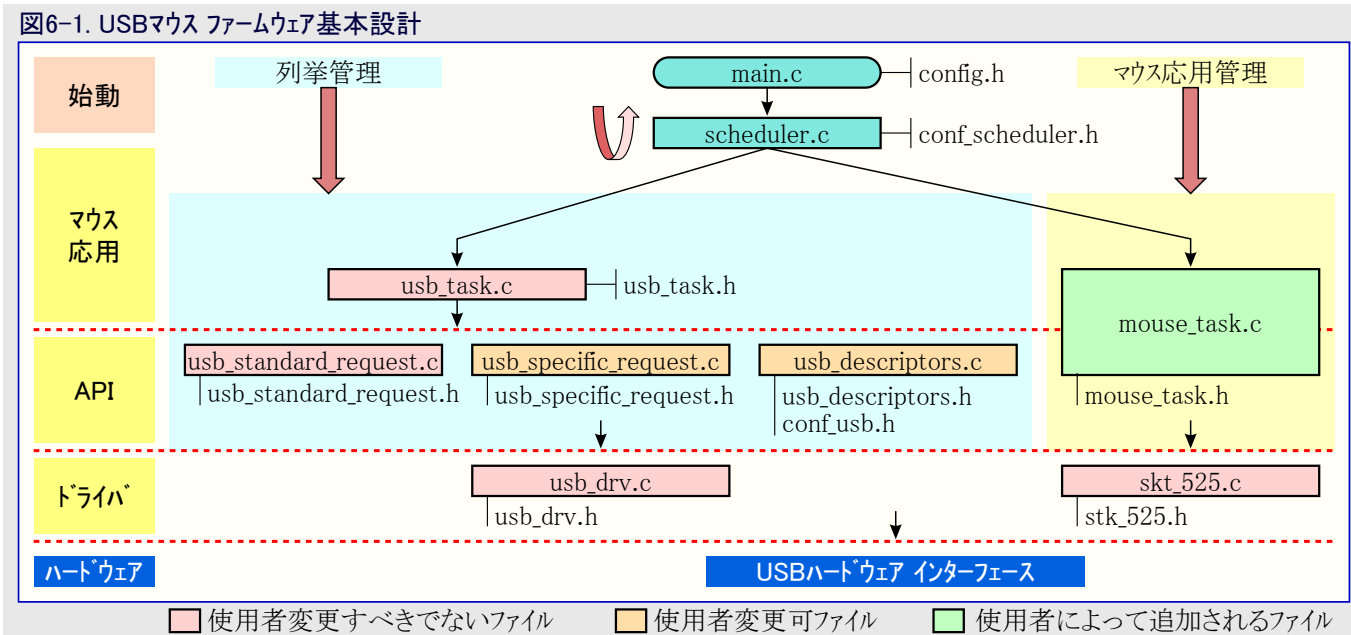 図6-1. USBマウス ファームウェア基本設計
始動
列挙管理
main.c
config.h
マウス応用管理
scheduler.c
conf_scheduler.h
マウス
応用
usb_task.c
usb_task.h
mouse_task.c
API
usb_standard_request.c
usb_specific_request.c
usb_descriptors.c
usb_standard_request.h
usb_specific_request.h
usb_descriptors.h
conf_usb.h
mouse_task.h
ドライバ
usb_drv.c
skt_525.c
usb_drv.h
stk_525.h
ハードウェア
USBハードウェア インターフェース
使用者変更すべきでないファイル
使用者変更可ファイル
使用者によって追加されるファイル